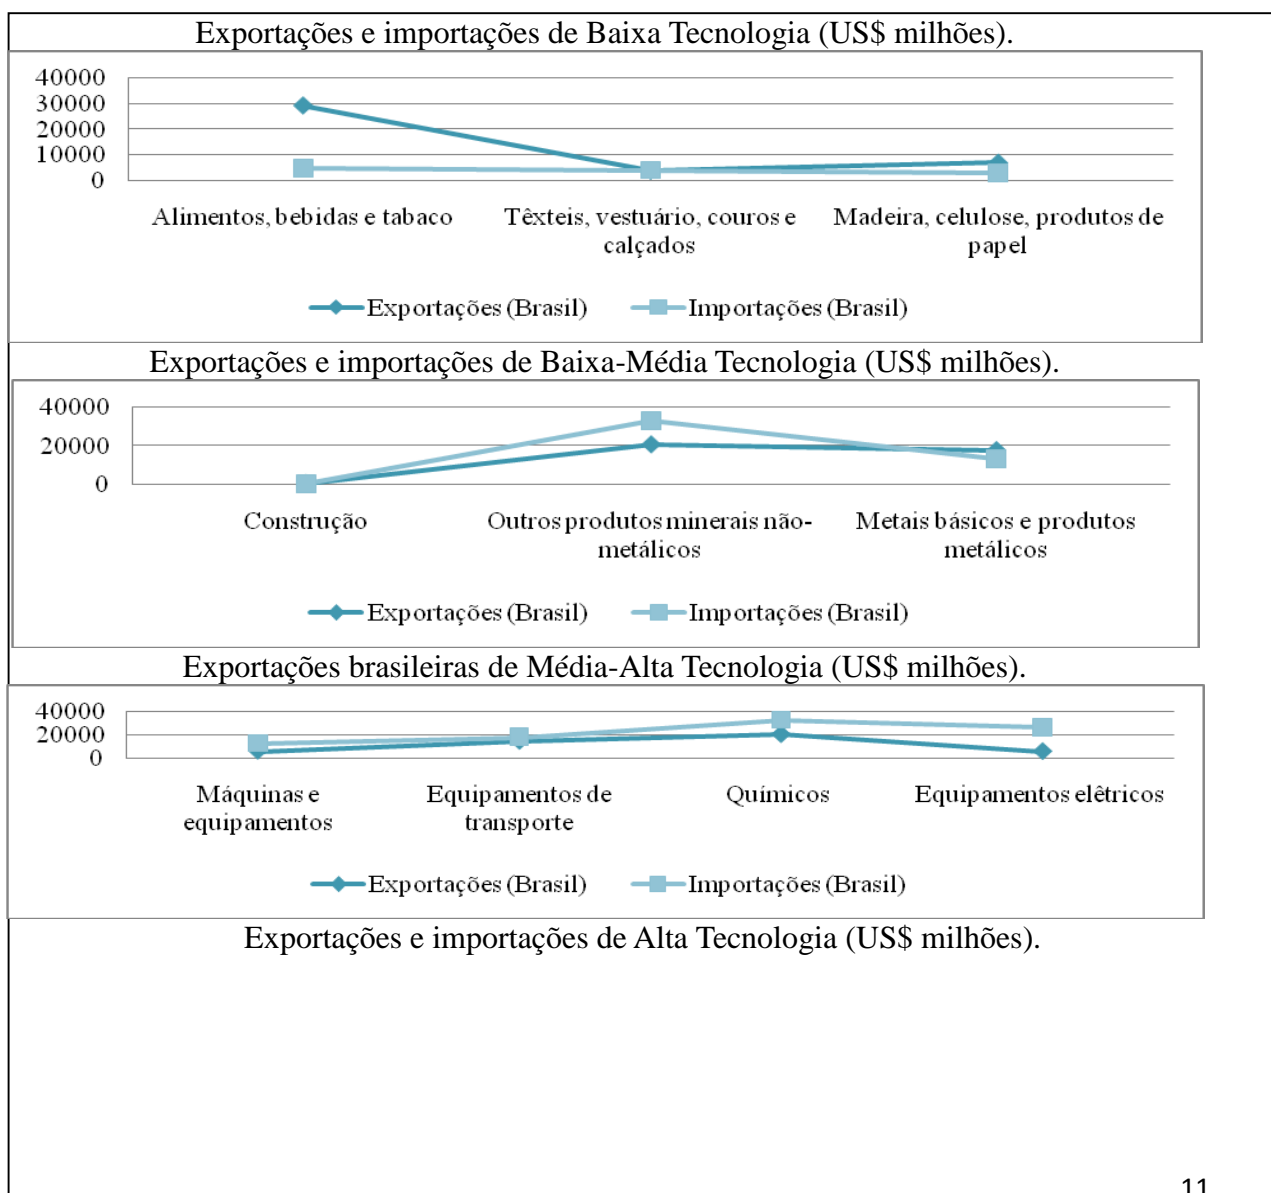 Exportações e importações de Baixa Tecnologia (US$ milhões).
40000
30000
20000
10000
0
Alimentos, bebidas e tabaco
Têxteis, vestuário, couros e
calçados
Madeira, celulose, produtos de
papel
Exportações (Brasil)
Importações (Brasil)
Exportações e importações de Baixa-Média Tecnologia (US$ milhões).
40000
20000
0
Construção
Outros produtos minerais não-
metálicos
Metais básicos e produtos
metálicos
Exportações (Brasil)
Importações (Brasil)
Exportações brasileiras de Média-Alta Tecnologia (US$ milhões).
40000
20000
0
Máquinas e
equipamentos
Equipamentos de
transporte
Químicos
Equipamentos elêtricos
Exportações (Brasil)
Importações (Brasil)
Exportações e importações de Alta Tecnologia (US$ milhões).
11